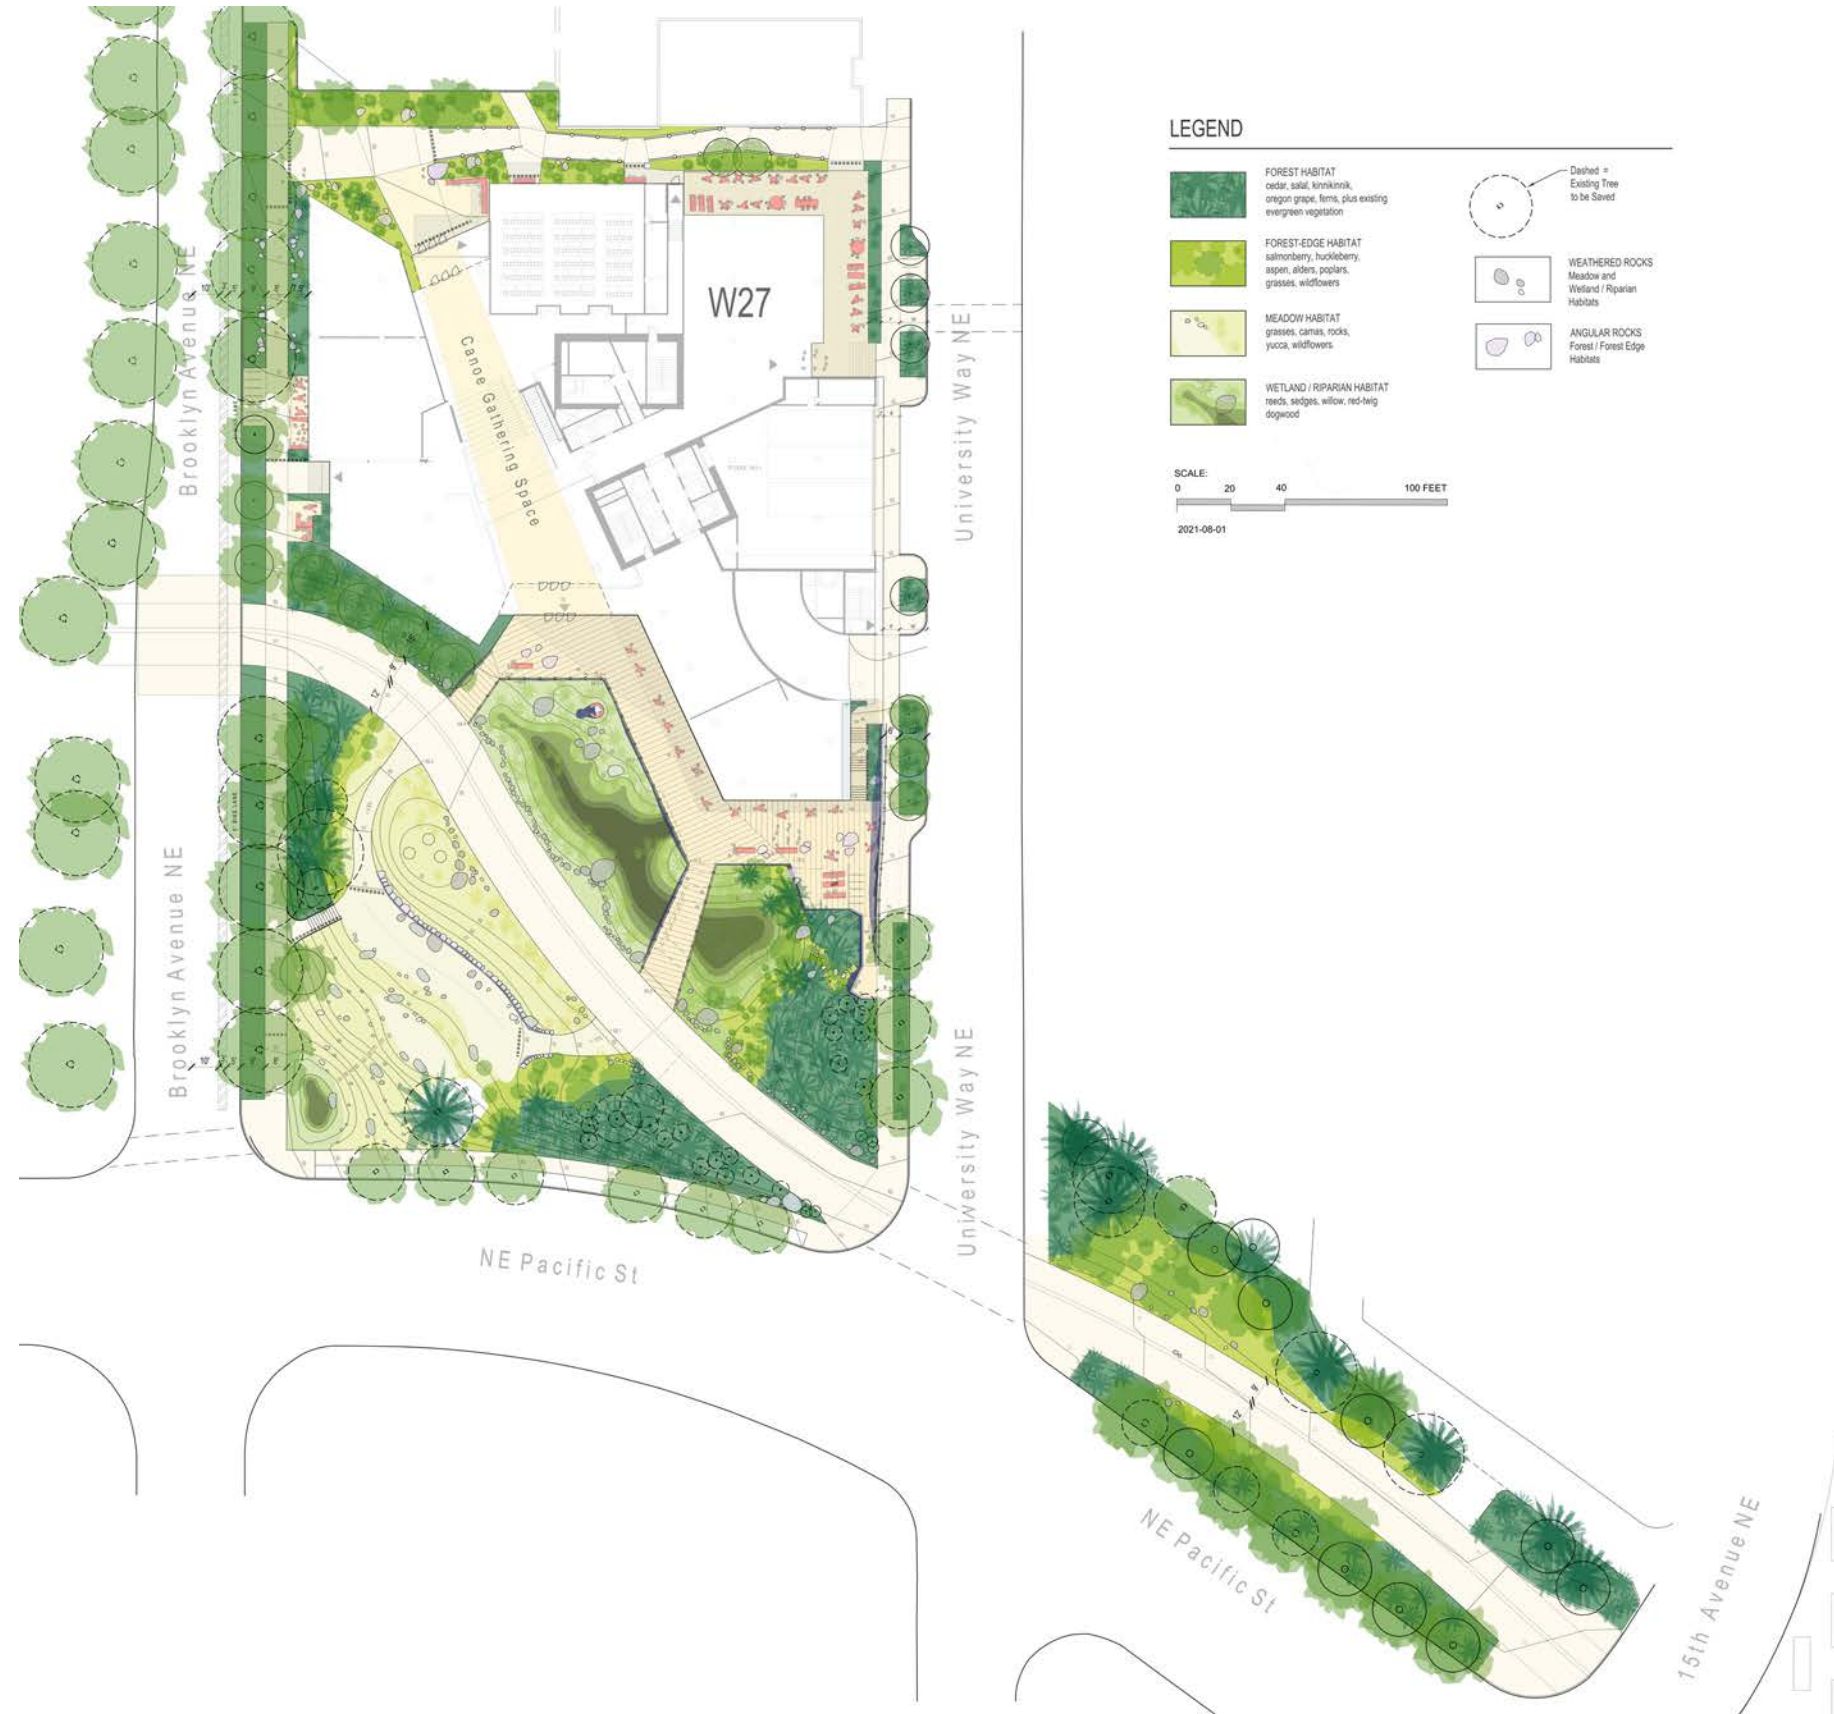 LEGEND
FOREST HABITAT
cedar, salal, kinnikinnik,
oregon grape, ferns, plus existing
evergreen vegetation
FOREST-EDGE HABITAT
salmonberry, huckleberry,
aspen, alders, poplars,
grasses, wildflowers
MEADOW HABITAT
grasses, camas, rocks,
yucca, wildflowers
WETLAND / RIPARIAN HABITAT
reeds, sedges, willow, red-twig
dogwood
Dashed =
Existing Tree
to be Saved
WEATHERED ROCKS
Meadow and
Wetland / Riparian
Habitats
ANGULAR ROCKS
Forest / Forest Edge
Habitats
SCALE:
0 20 40 100 FEET
2021-08-01
W27
Canoe Gathering Space
Brooklyn Avenue NE
University Way NE
Brooklyn Avenue NE
University Way NE
NE Pacific St
NE Pacific St
15th Avenue NE